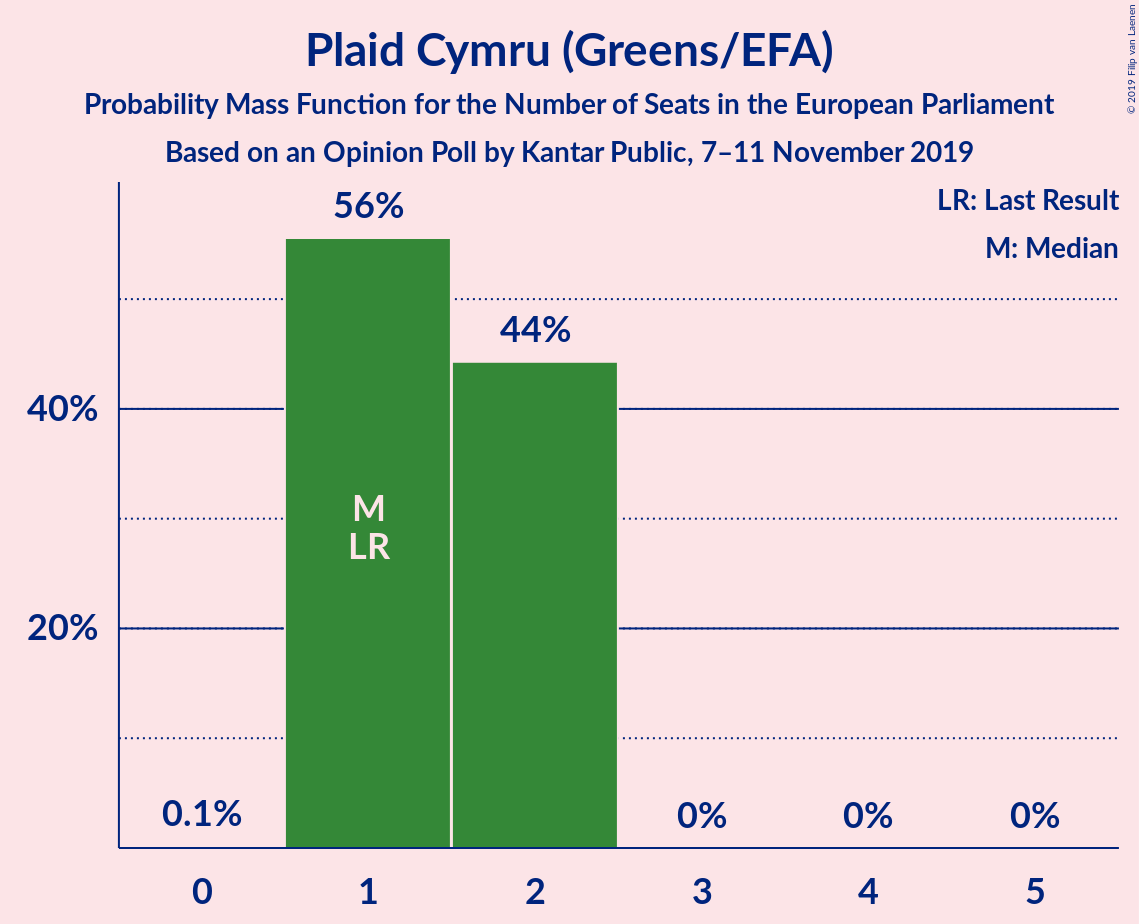 Plaid Cymru (Greens/EFA)
Probability Mass Function for the Number of Seats in the European Parliament
Based on an Opinion Poll by Kantar Public, 7–11 November 2019
© 2019 Filip van Laenen
LR: Last Result
M: Median
56%
44%
40%
M
LR
20%
0.1%
0%
0%
0%
0
1
2
3
4
5